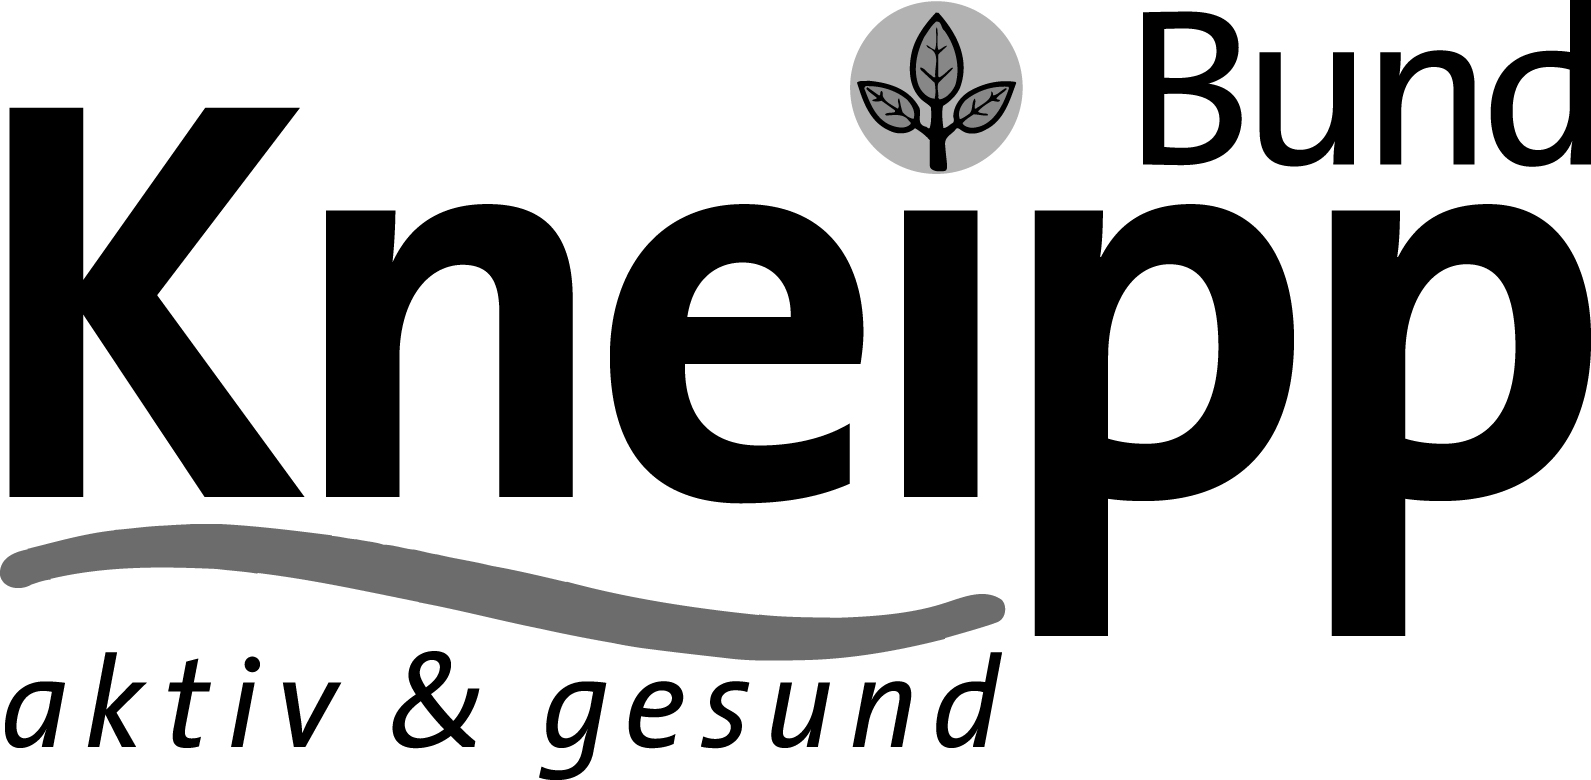 Bund
Kneipp
aktiv & gesund